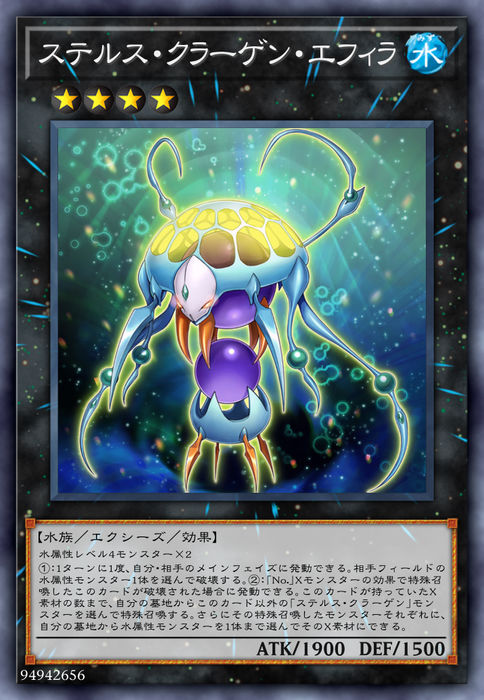 ステルス・クラーゲン・エフィラ
みず
水
【水族／エクシーズ／効果】
水属性レベル4モンスター×2
①：1ターンに1度、自分・相手のメインフェイズに発動できる。相手フィールドの
水属性モンスター1体を選んで破壊する。②：「No.」Xモンスターの効果で特殊召
喚したこのカードが破壊された場合に発動できる。このカードが持っていたX
素材の数まで、自分の墓地からこのカード以外の「ステルス・クラーゲン」モン
スターを選んで特殊召喚する。さらにその特殊召喚したモンスターそれぞれに、
自分の墓地から水属性モンスターを1体まで選んでそのX素材にできる。
ATK/1900 DEF/1500
94942656